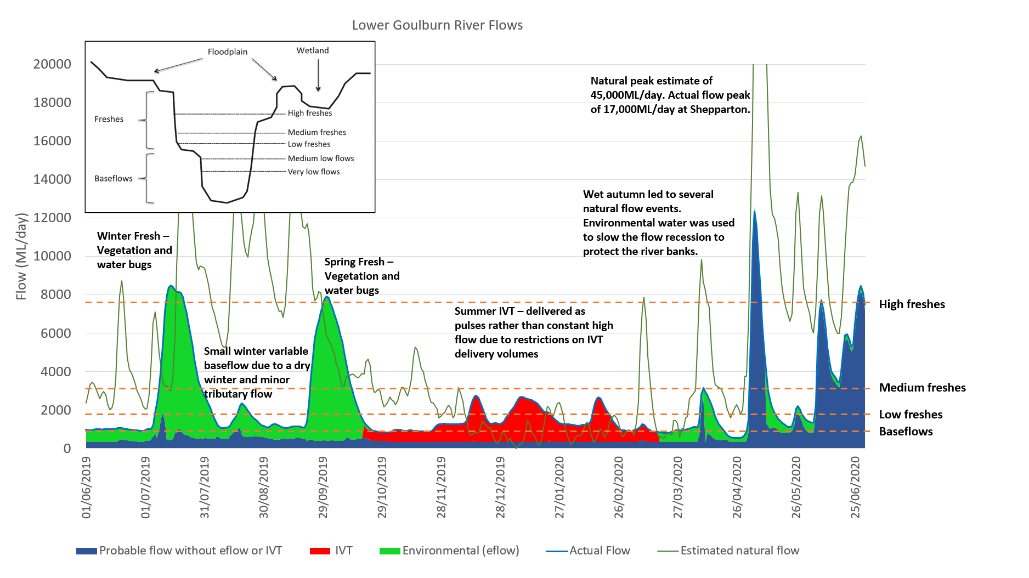 Lower Goulburn River Flows
Floodplain
Wetland
Freshes
Baseflows
High freshes
Medium freshes
Low freshes
Medium low flows
Very low flows
Flow (ML/day)
20000
18000
16000
14000
12000
10000
8000
6000
4000
2000
0
Natural peak estimate of
45,000ML/day. Actual flow peak
of 17,000ML/day at Shepparton.
Wet autumn led to several
natural flow events.
Environmental water was used
to slow the flow recession to
protect the river banks.
Winter Fresh –
Vegetation and
water bugs
Spring Fresh –
Vegetation and
water bugs
Summer IVT – delivered as
pulses rather than constant high
flow due to restrictions on IVT
delivery volumes
Small winter variable
baseflow due to a dry
winter and minor
tributary flow
High freshes
Medium freshes
Low freshes
Baseflows
01/06/2019
01/07/2019
31/07/2019
30/08/2019
29/09/2019
29/10/2019
28/11/2019
28/12/2019
27/01/2020
26/02/2020
27/03/2020
26/04/2020
26/05/2020
25/06/2020
Probable flow without eflow or IVT
IVT
Environmental (eflow)
Actual Flow
Estimated natural flow